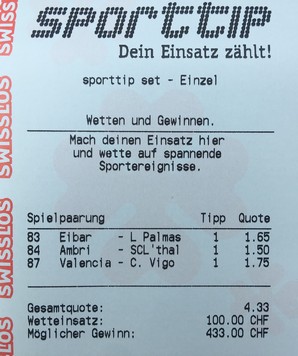 sporttip
Dein Einsatz zählt!
sporttip set - Einzel
Wetten und Gewinnen.
Mach deinen Einsatz hier
und wette auf spannende
Sportereignisse.
Spielpaarung Tipp Quote
83 Eibar - L Palmas 1 1.65
84 Ambri - SCL'thal 1 1.50
87 Valencia - C. Vigo 1 1.75
Gesamtquote: 4.33
Wetteinsatz: 100.00 CHF
Möglicher Gewinn: 433.00 CHF
SWISSLOS
SWISSLOS
SWISSLOS